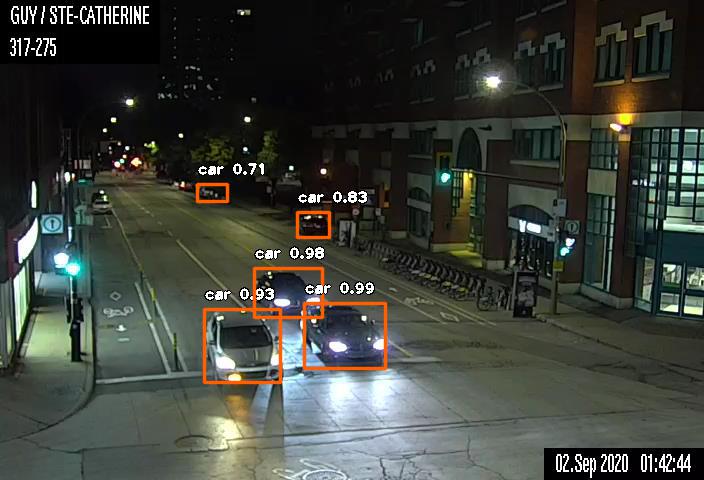 GUY / STE-CATHERINE
317-275
car 0.71
car 0.83
car 0.98
car 0.93
car 0.99
02.Sep 2020 01:42:44